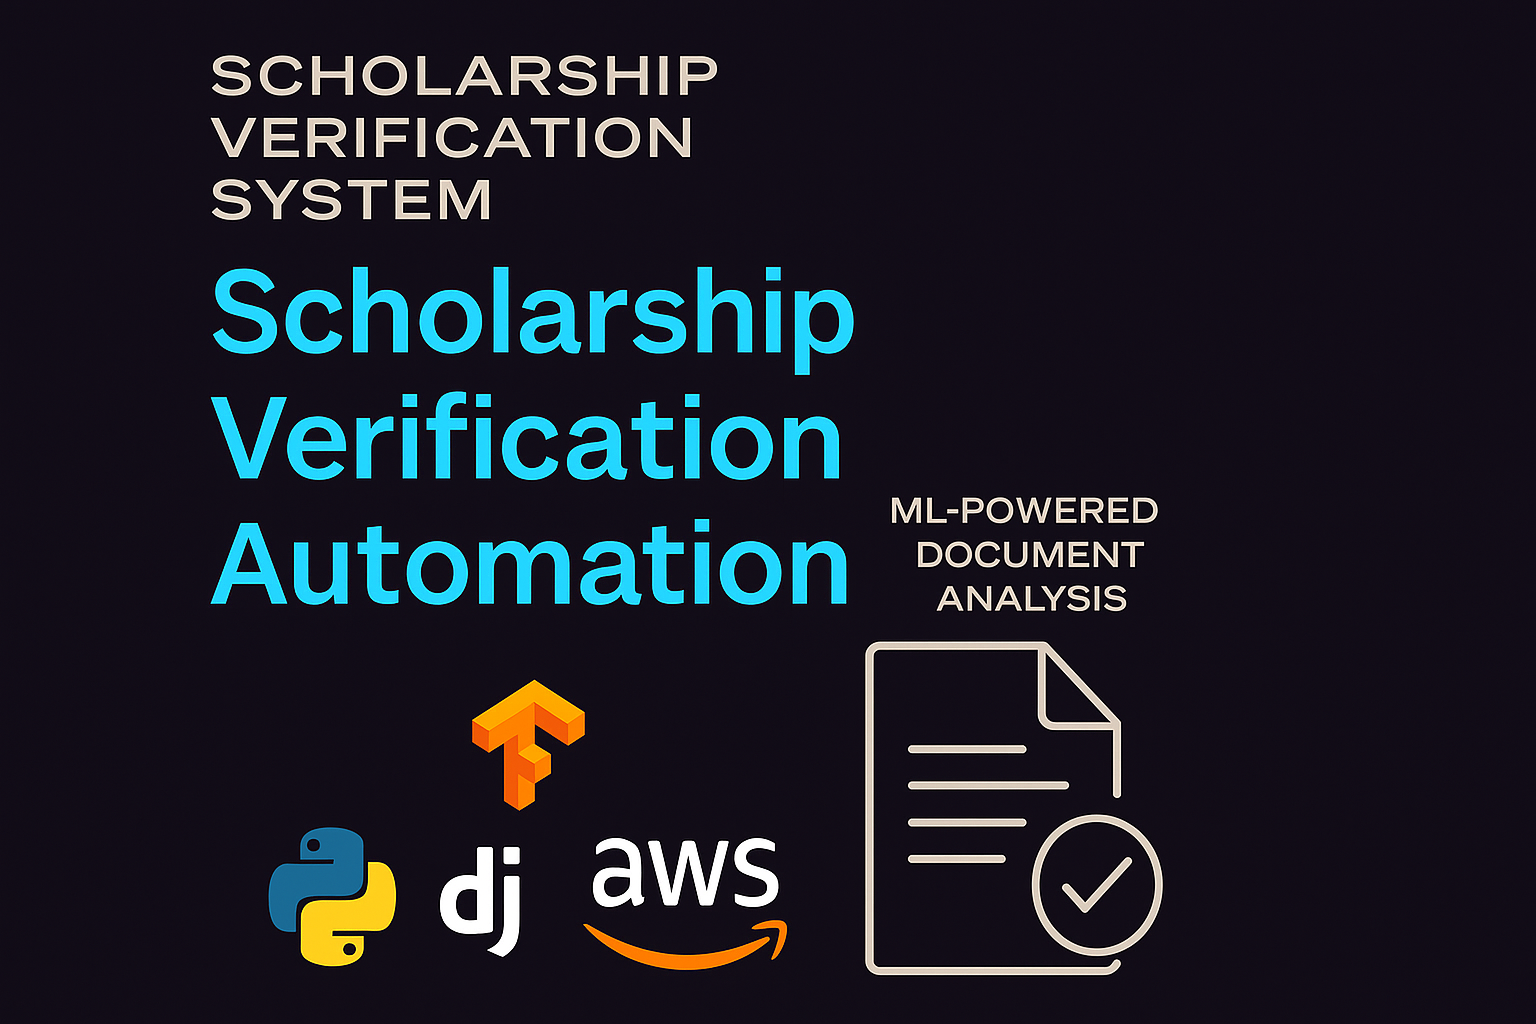 SCHOLARSHIP
VERIFICATION
SYSTEM
Scholarship
Verification
Automation
ML-POWERED
DOCUMENT
ANALYSIS
dj
aws